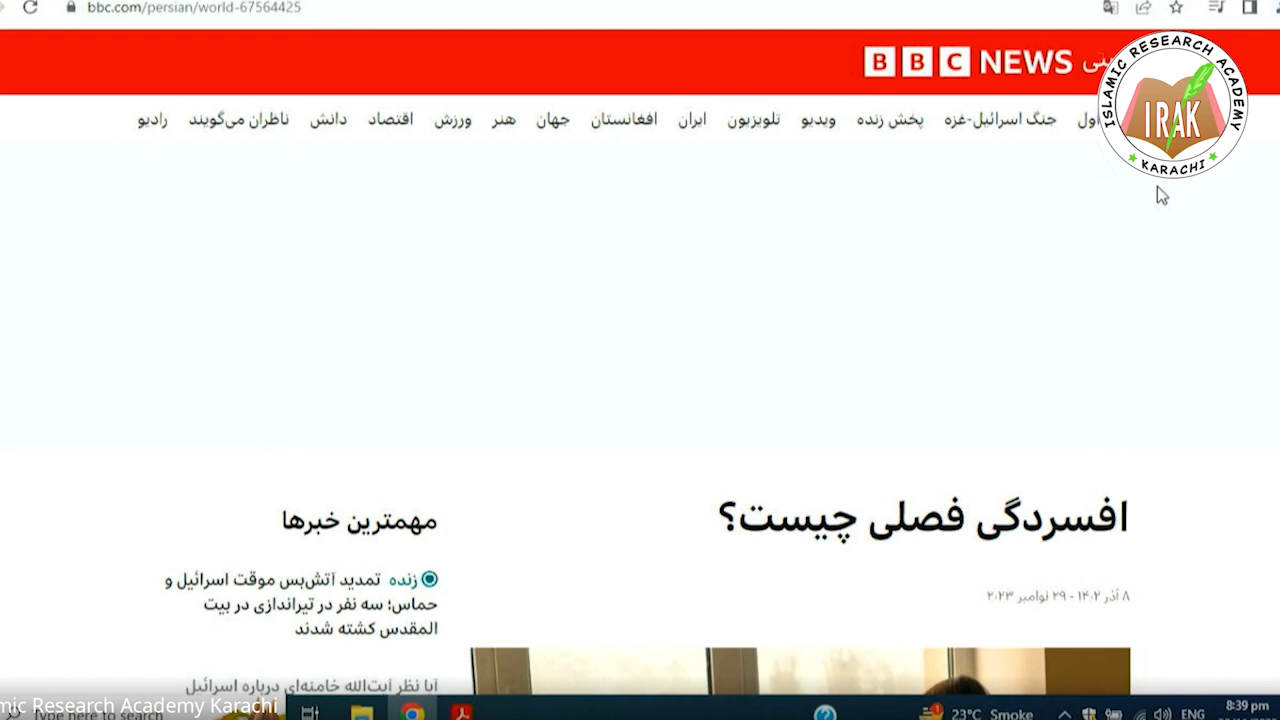 bbc.com/persian/world-67564425
BBC NEWS
ISLAMIC RESEARCH ACADEMY
IRAK
KARACHI
اول جنگ اسرائیل-غزه پخش زنده ویدیو تلویزیون ایران افغانستان جهان هنر ورزش اقتصاد دانش ناظران می‌گویند رادیو
افسردگی فصلی چیست؟
۸ آذر ۱۴۰۲ - ۲۹ نوامبر ۲۰۲۳
مهمترین خبرها
زنده تمدید آتش‌بس موقت اسرائیل و
حماس؛ سه نفر در تیراندازی در بیت
المقدس کشته شدند
آیا نظر آیت‌الله خامنه‌ای درباره اسرائیل
Research Academy Karachi
Type here to search
23°C Smoke
ENG
8:39 pm